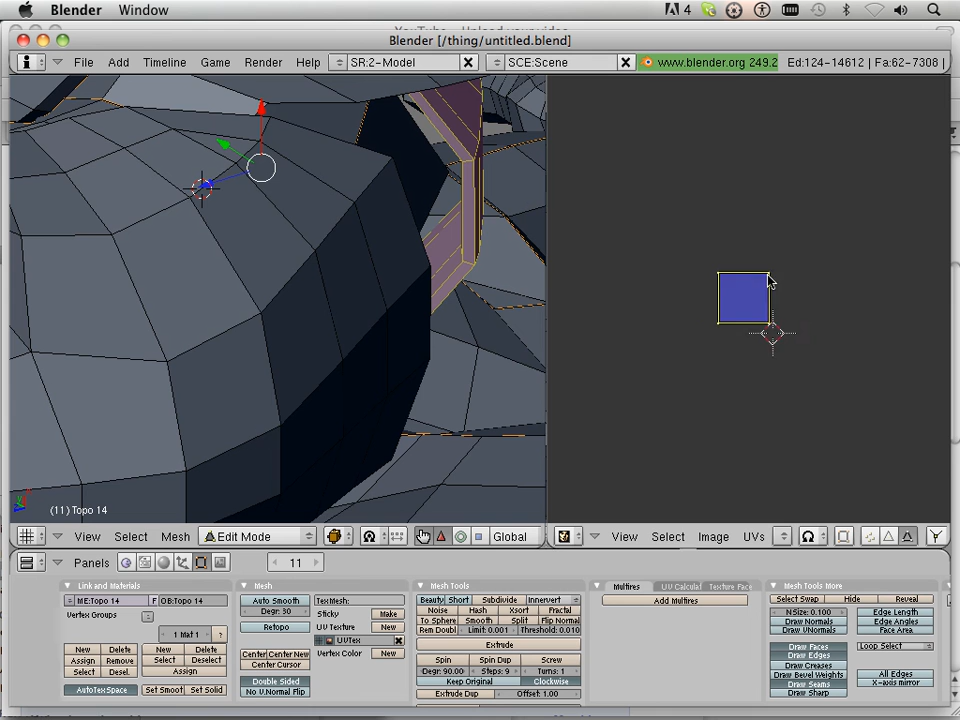 Blender Window 4
Blender [/thing/untitled.blend]
File Add Timeline Game Render Help SR:2-Model SCE:Scene www.blender.org 249.2 Ed:124-14612 | Fa:62-7308 |
(11) Topo 14
View Select Mesh Edit Mode Global
View Select Image UVs
Panels 11
Link and Materials
ME:Topo 14 F OB:Topo 14
Vertex Groups
1 Mat 1 ?
New Delete New Delete
Assign Remove Select Deselect
Select Desel. Assign
AutoTexSpace Set Smoot Set Solid
Mesh
Auto Smooth
Degr: 30
Retopo
Center Center New
Center Cursor
Double Sided
No V.Normal Flip
TexMesh:
Sticky Make
UV Texture New
UVTex
Vertex Color New
Mesh Tools
Beauty Short Subdivide Innervert
Noise Hash Xsort Fractal
To Sphere Smooth Split Flip Normal
Rem Doubl Limit: 0.001 Threshold: 0.010
Extrude
Spin Spin Dup Screw
Degr: 90.00 Steps: 9 Turns: 1
Keep Original Clockwise
Extrude Dup Offset: 1.00
Multires UV Calculat Texture Face
Add Multires
Mesh Tools More
Select Swap Hide Reveal
NSize: 0.100 Edge Length
Draw Normals Edge Angles
Draw VNormals Face Area
Draw Faces Loop Select
Draw Edges
Draw Creases
Draw Bevel Weights All Edges
Draw Seams X-axis mirror
Draw Sharp